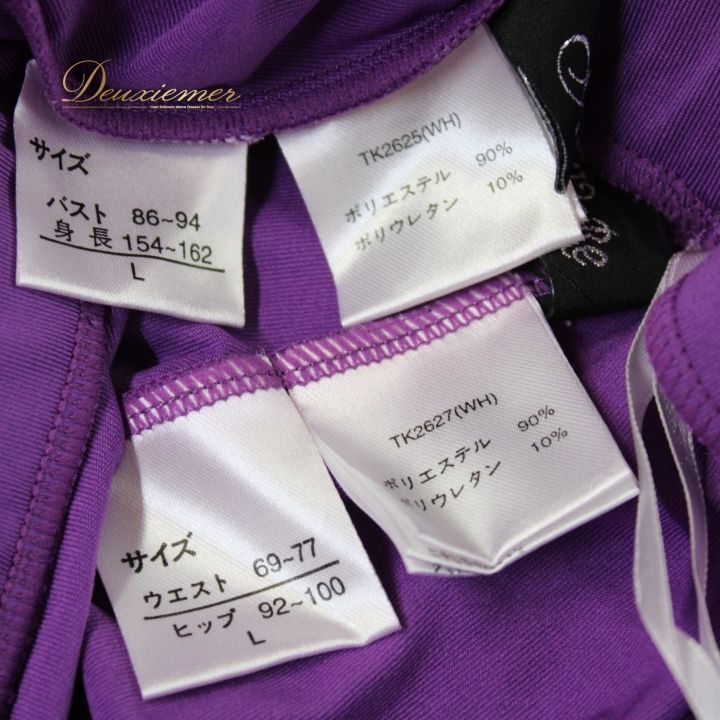 Deuxiemer
サイズ
バスト 86~94
身長 154~162
L
TK2625(WH)
ポリエステル 90%
ポリウレタン 10%
TK2627(WH)
ポリエステル 90%
ポリウレタン 10%
サイズ
ウエスト 69~77
ヒップ 92~100
L